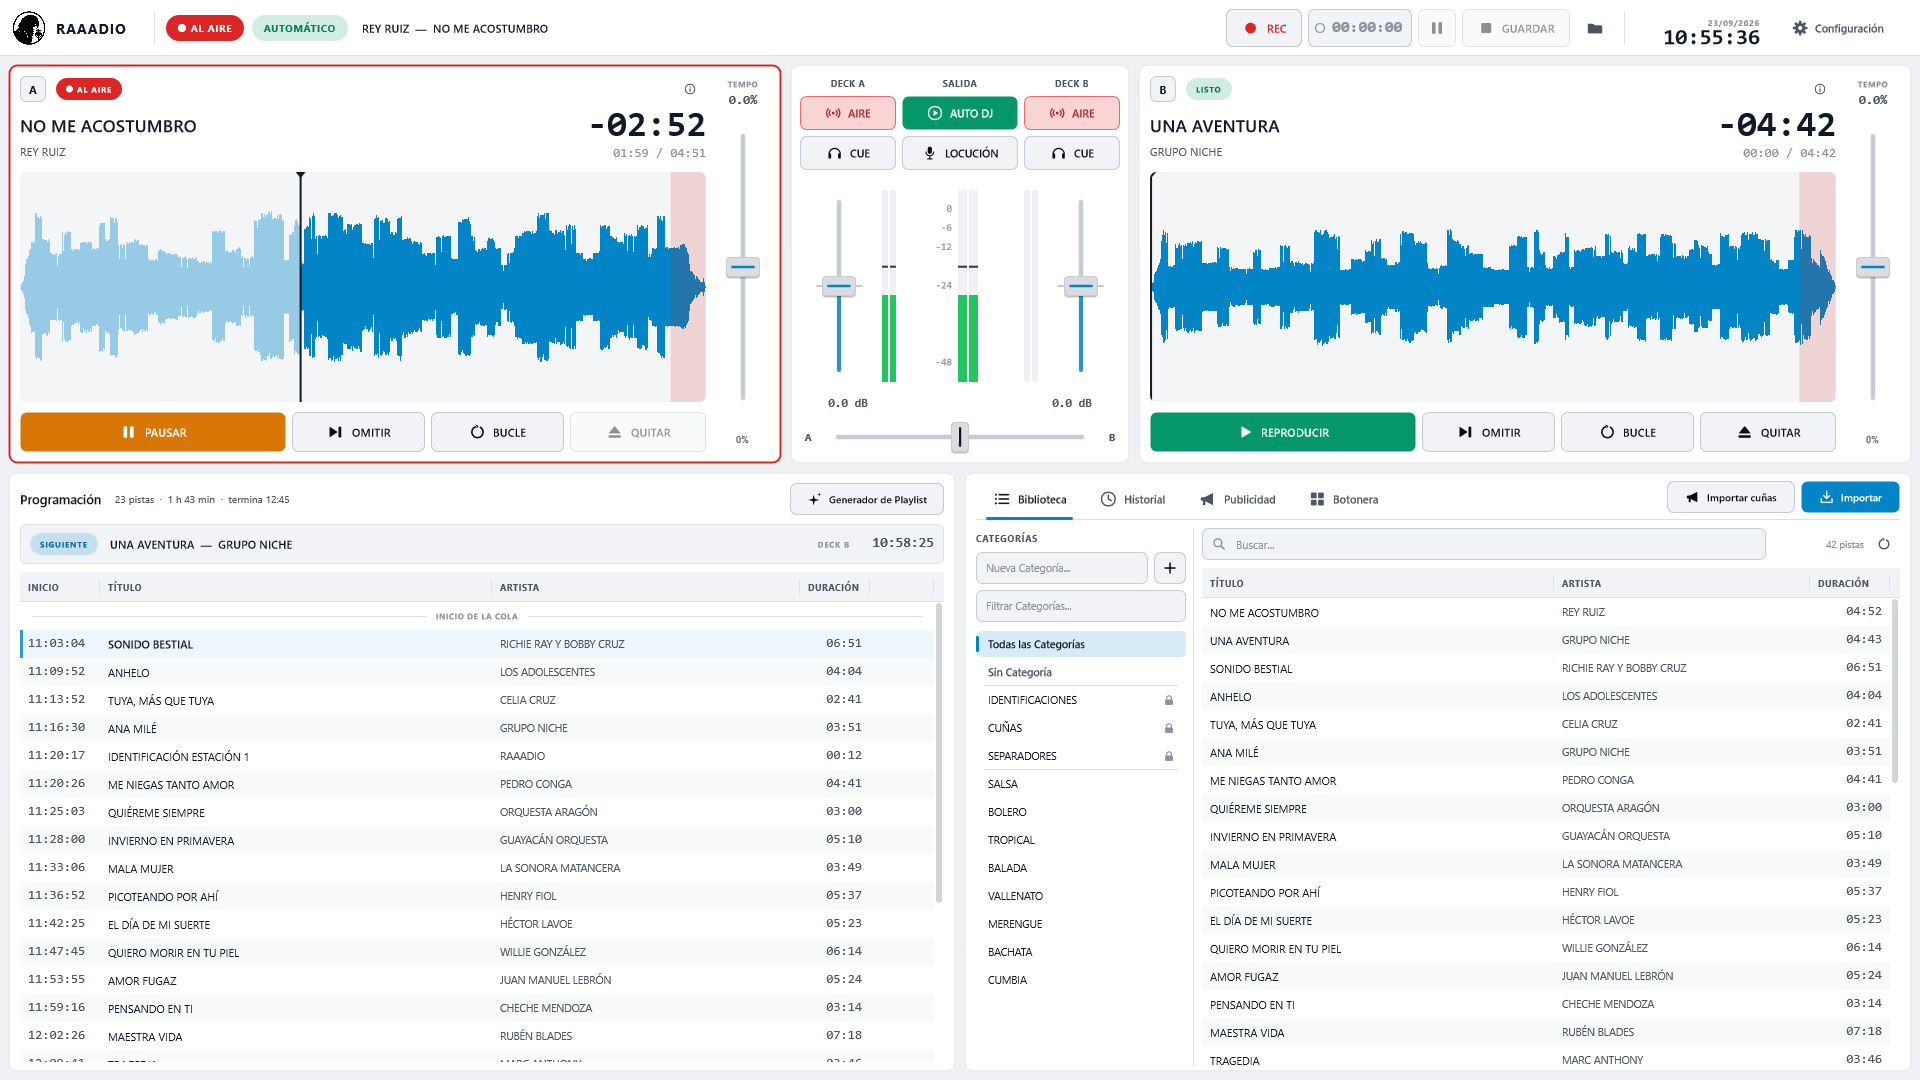 RAAADIO AL AIRE AUTOMÁTICO REY RUIZ — NO ME ACOSTUMBRO REC 00:00:00 GUARDAR 23/09/2026 10:55:36 Configuración
A AL AIRE
TEMPO
0.0%
NO ME ACOSTUMBRO -02:52
REY RUIZ 01:59 / 04:51
PAUSAR OMITIR BUCLE QUITAR 0%
DECK A SALIDA DECK B
AIRE AUTO DJ AIRE
CUE LOCUCIÓN CUE
0
-6
-12
-24
-48
0.0 dB 0.0 dB
A B
B LISTO
TEMPO
0.0%
UNA AVENTURA -04:42
GRUPO NICHE 00:00 / 04:42
REPRODUCIR OMITIR BUCLE QUITAR 0%
Programación 23 pistas · 1 h 43 min · termina 12:45 Generador de Playlist
SIGUIENTE UNA AVENTURA — GRUPO NICHE DECK B 10:58:25
INICIO TÍTULO ARTISTA DURACIÓN
INICIO DE LA COLA
11:03:04 SONIDO BESTIAL RICHIE RAY Y BOBBY CRUZ 06:51
11:09:52 ANHELO LOS ADOLESCENTES 04:04
11:13:52 TUYA, MÁS QUE TUYA CELIA CRUZ 02:41
11:16:30 ANA MILÉ GRUPO NICHE 03:51
11:20:17 IDENTIFICACIÓN ESTACIÓN 1 RAAADIO 00:12
11:20:26 ME NIEGAS TANTO AMOR PEDRO CONGA 04:41
11:25:03 QUIÉREME SIEMPRE ORQUESTA ARAGÓN 03:00
11:28:00 INVIERNO EN PRIMAVERA GUAYACÁN ORQUESTA 05:10
11:33:06 MALA MUJER LA SONORA MATANCERA 03:49
11:36:52 PICOTEANDO POR AHÍ HENRY FIOL 05:37
11:42:25 EL DÍA DE MI SUERTE HÉCTOR LAVOE 05:23
11:47:45 QUIERO MORIR EN TU PIEL WILLIE GONZÁLEZ 06:14
11:53:55 AMOR FUGAZ JUAN MANUEL LEBRÓN 05:24
11:59:16 PENSANDO EN TI CHECHE MENDOZA 03:14
12:02:26 MAESTRA VIDA RUBÉN BLADES 07:18
Biblioteca Historial Publicidad Botonera Importar cuñas Importar
CATEGORÍAS
Nueva Categoría... +
Filtrar Categorías...
Todas las Categorías
Sin Categoría
IDENTIFICACIONES
CUÑAS
SEPARADORES
SALSA
BOLERO
TROPICAL
BALADA
VALLENATO
MERENGUE
BACHATA
CUMBIA
Buscar... 42 pistas
TÍTULO ARTISTA DURACIÓN
NO ME ACOSTUMBRO REY RUIZ 04:52
UNA AVENTURA GRUPO NICHE 04:43
SONIDO BESTIAL RICHIE RAY Y BOBBY CRUZ 06:51
ANHELO LOS ADOLESCENTES 04:04
TUYA, MÁS QUE TUYA CELIA CRUZ 02:41
ANA MILÉ GRUPO NICHE 03:51
ME NIEGAS TANTO AMOR PEDRO CONGA 04:41
QUIÉREME SIEMPRE ORQUESTA ARAGÓN 03:00
INVIERNO EN PRIMAVERA GUAYACÁN ORQUESTA 05:10
MALA MUJER LA SONORA MATANCERA 03:49
PICOTEANDO POR AHÍ HENRY FIOL 05:37
EL DÍA DE MI SUERTE HÉCTOR LAVOE 05:23
QUIERO MORIR EN TU PIEL WILLIE GONZÁLEZ 06:14
AMOR FUGAZ JUAN MANUEL LEBRÓN 05:24
PENSANDO EN TI CHECHE MENDOZA 03:14
MAESTRA VIDA RUBÉN BLADES 07:18
TRAGEDIA MARC ANTHONY 03:46